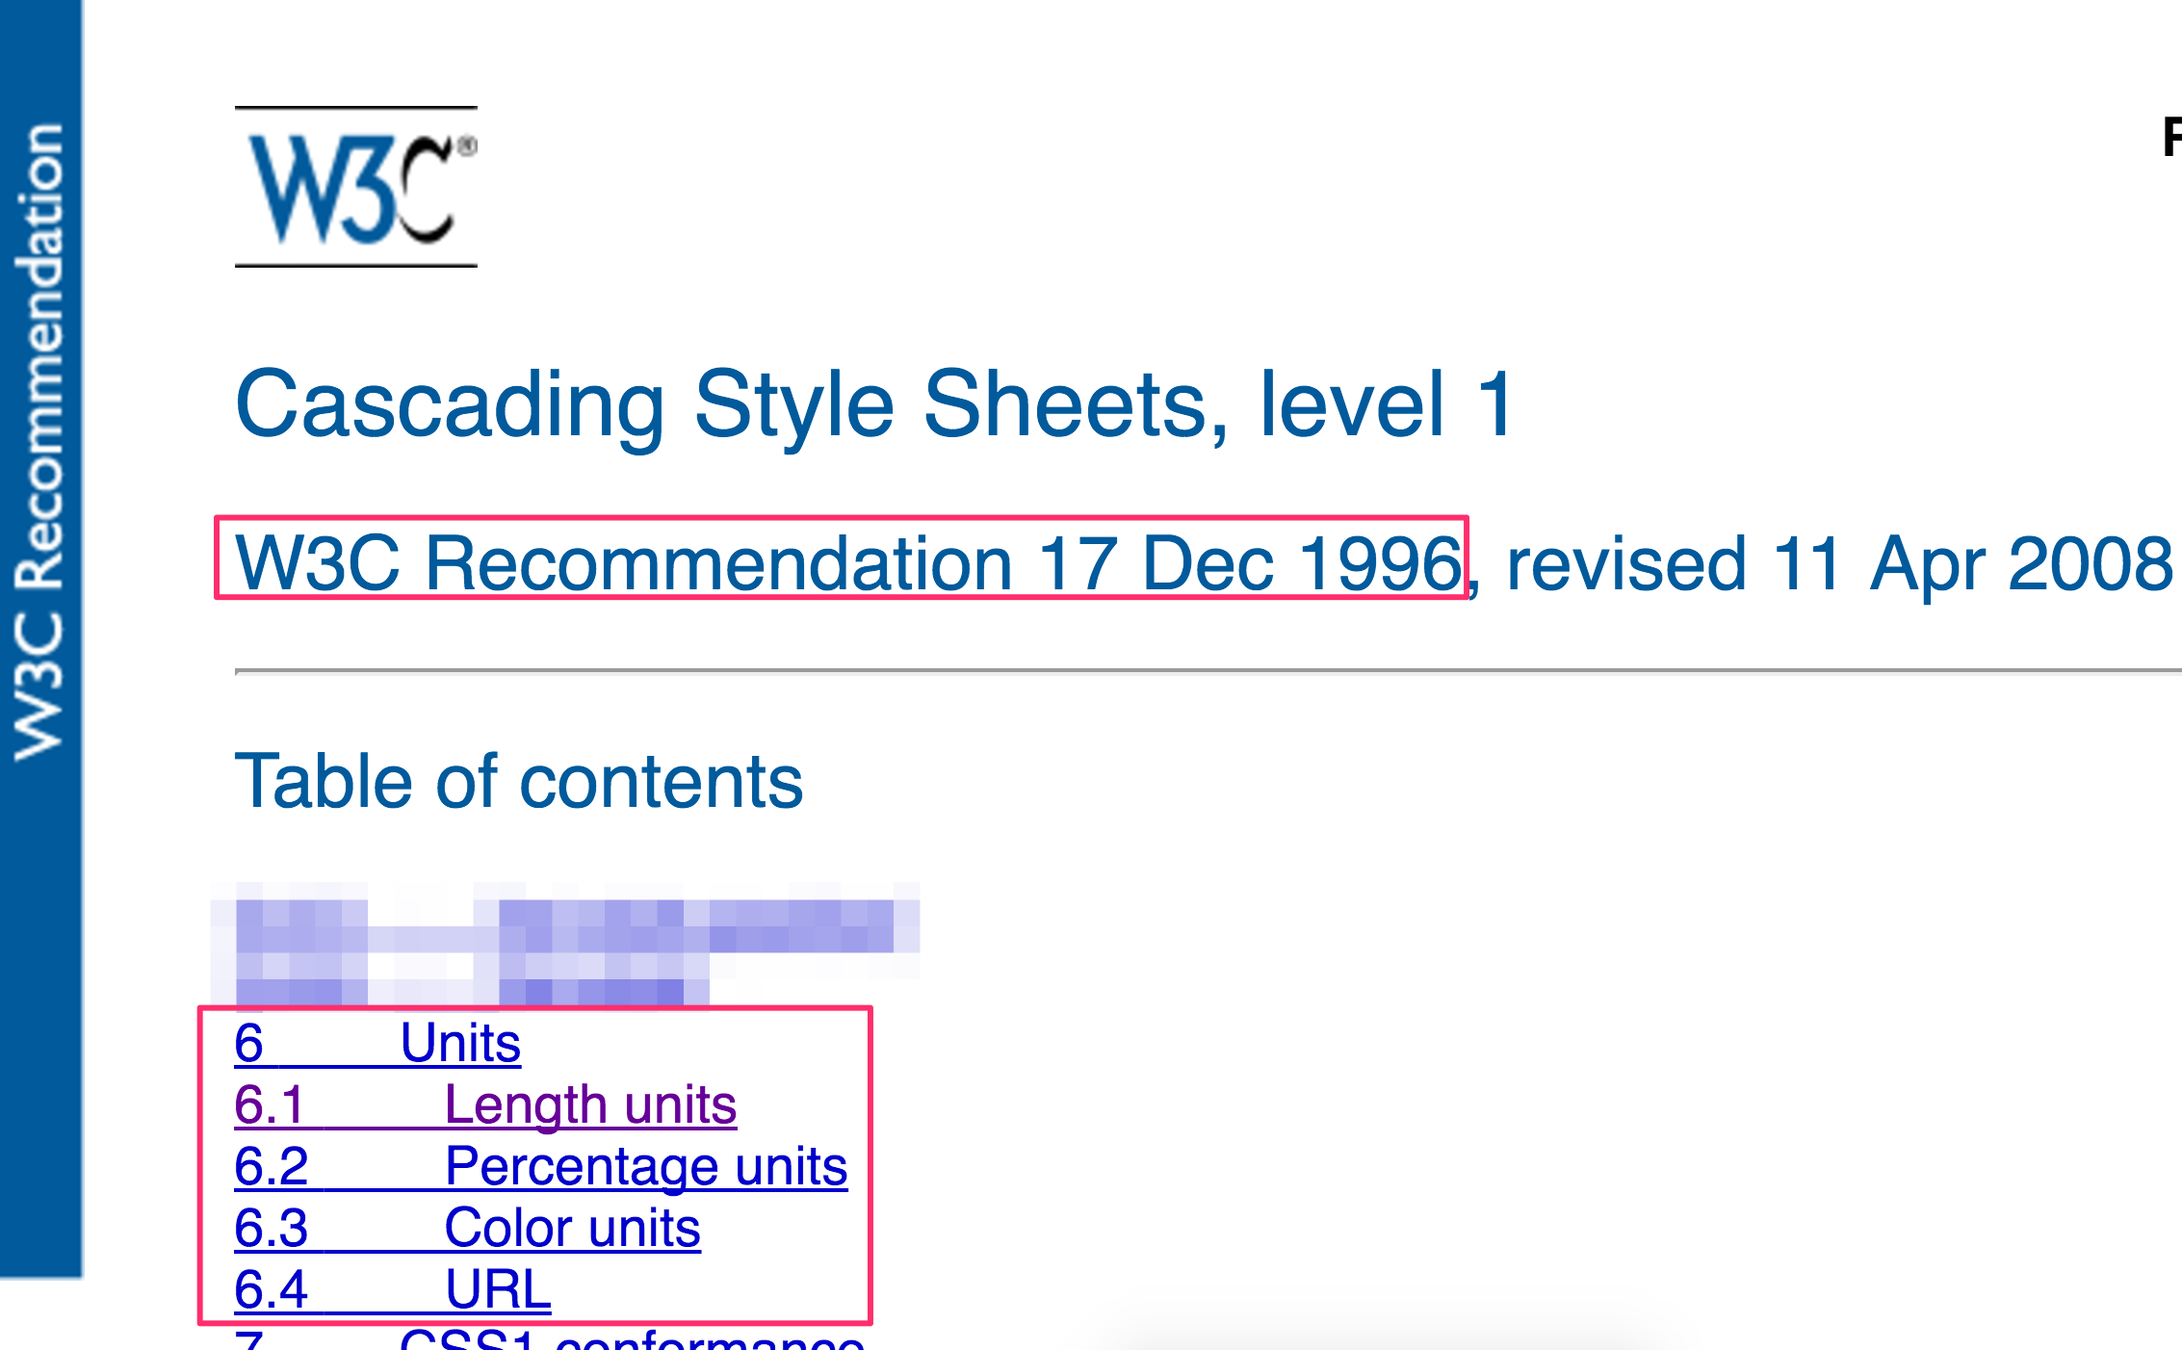 W3C Recommendation
W3C®
Cascading Style Sheets, level 1
W3C Recommendation 17 Dec 1996, revised 11 Apr 2008
Table of contents
6 Units
6.1 Length units
6.2 Percentage units
6.3 Color units
6.4 URL
7 CSS1 conformance